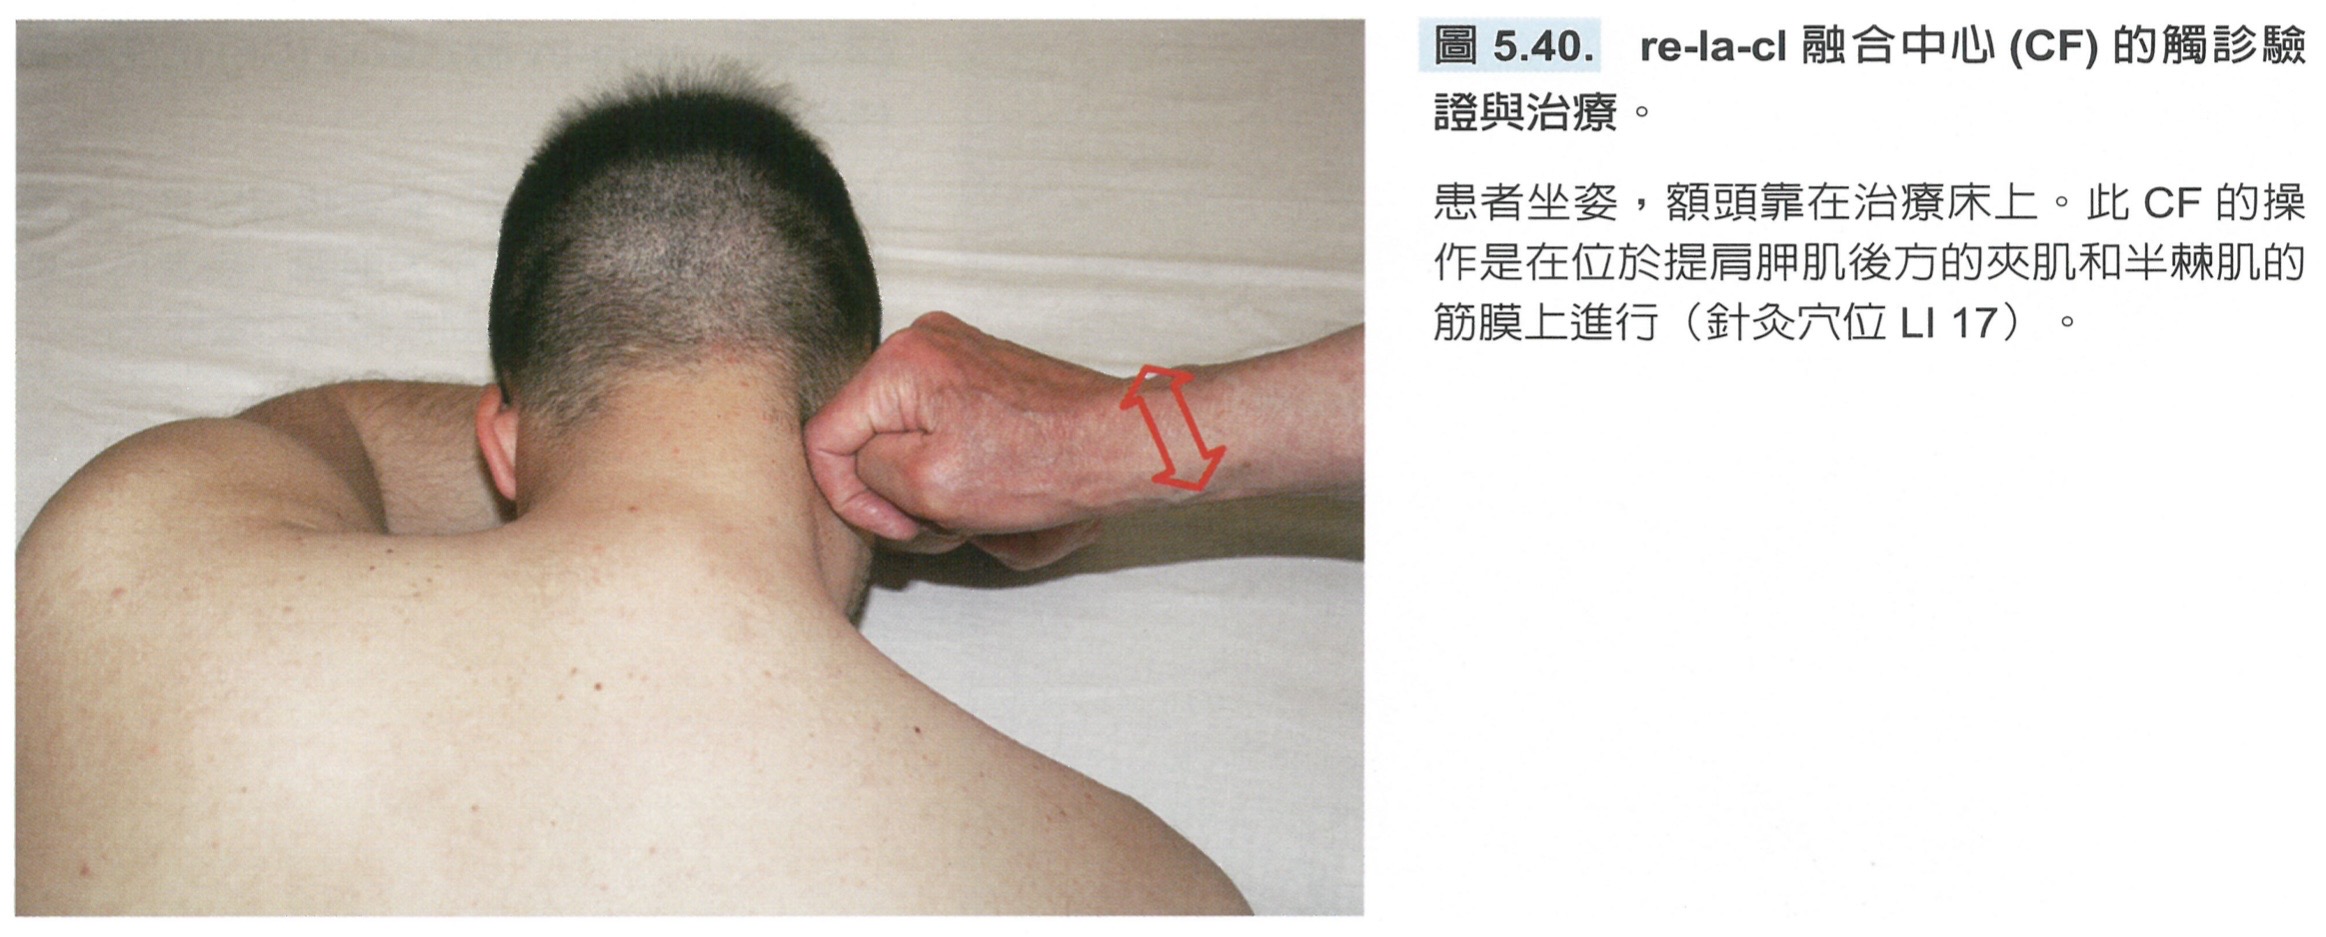 圖 5.40. re-la-cl 融合中心 (CF) 的觸診驗
證與治療。
患者坐姿，額頭靠在治療床上。此 CF 的操
作是在位於提肩胛肌後方的夾肌和半棘肌的
筋膜上進行（針灸穴位 LI 17）。